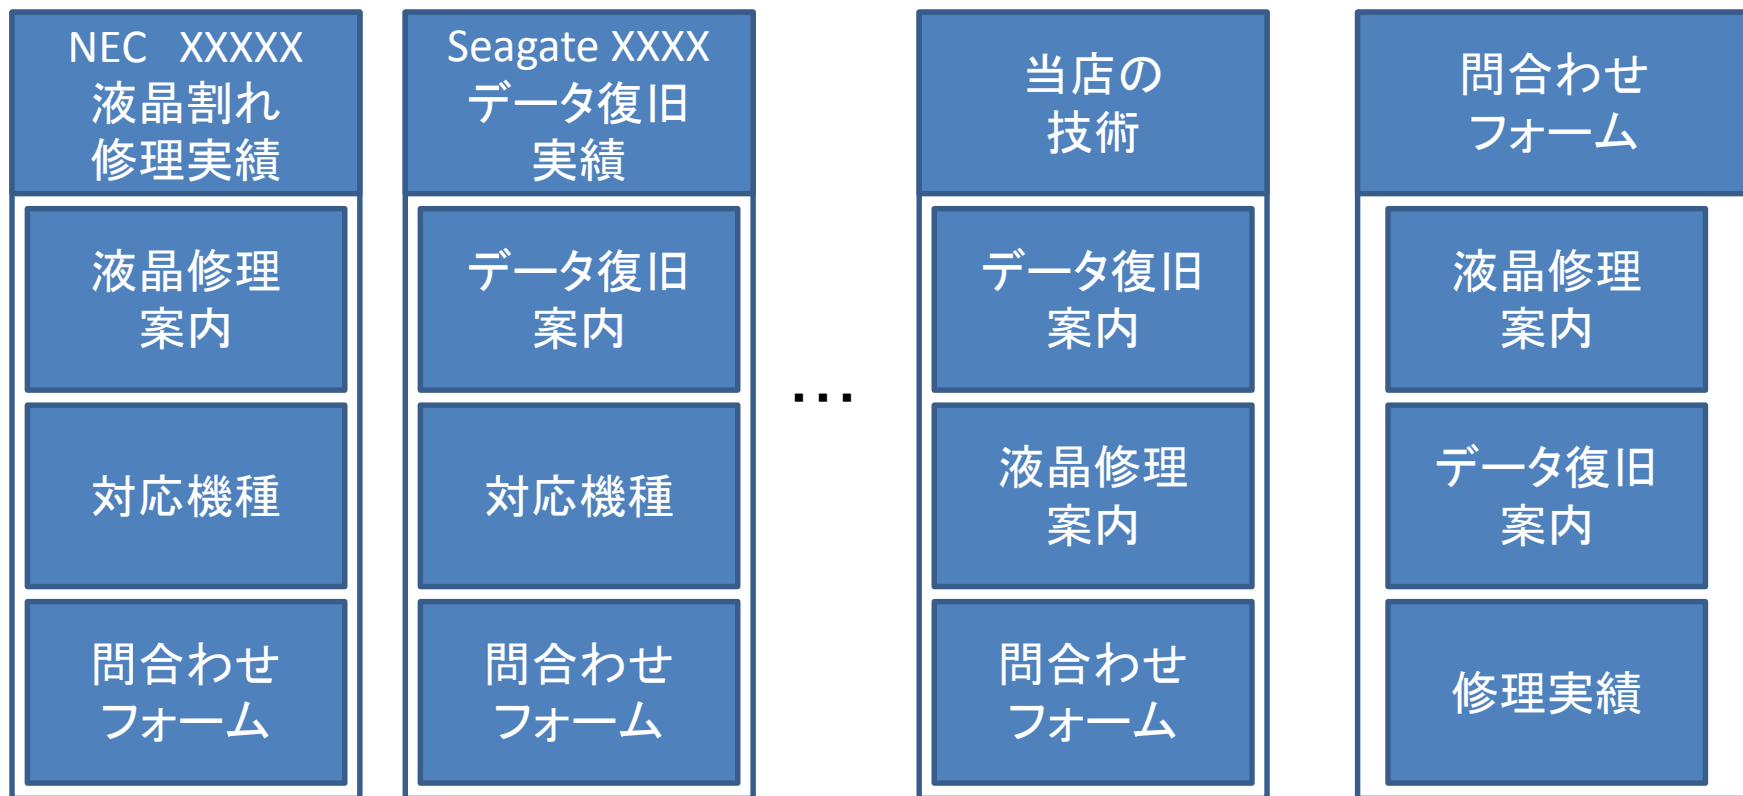 NEC XXXXX
液晶割れ
修理実績
液晶修理
案内
対応機種
問合わせ
フォーム
Seagate XXXX
データ復旧
実績
データ復旧
案内
対応機種
問合わせ
フォーム
...
当店の
技術
データ復旧
案内
液晶修理
案内
問合わせ
フォーム
問合わせ
フォーム
液晶修理
案内
データ復旧
案内
修理実績